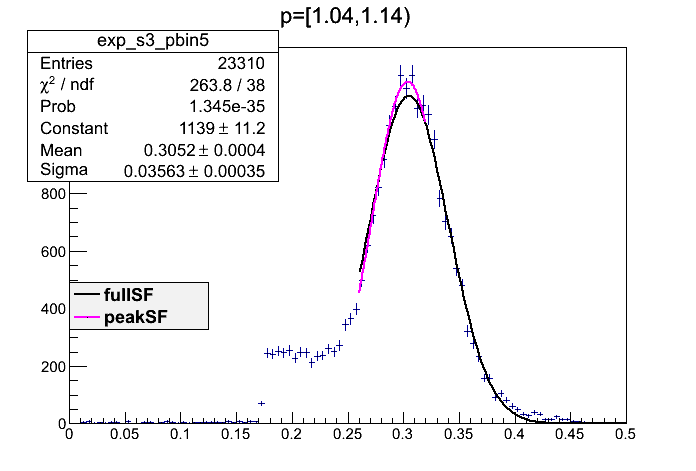 p=[1.04,1.14)
exp_s3_pbin5
Entries 23310
χ² / ndf 263.8 / 38
Prob 1.345e-35
Constant 1139 ± 11.2
Mean 0.3052 ± 0.0004
Sigma 0.03563 ± 0.00035
800
600
400
200
0
fullSF
peakSF
0 0.05 0.1 0.15 0.2 0.25 0.3 0.35 0.4 0.45 0.5